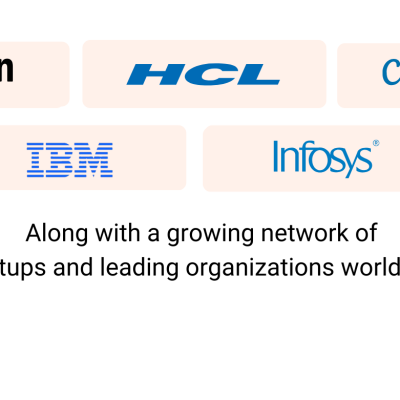 n HCL C
IBM Infosys®
Along with a growing network of
tups and leading organizations world